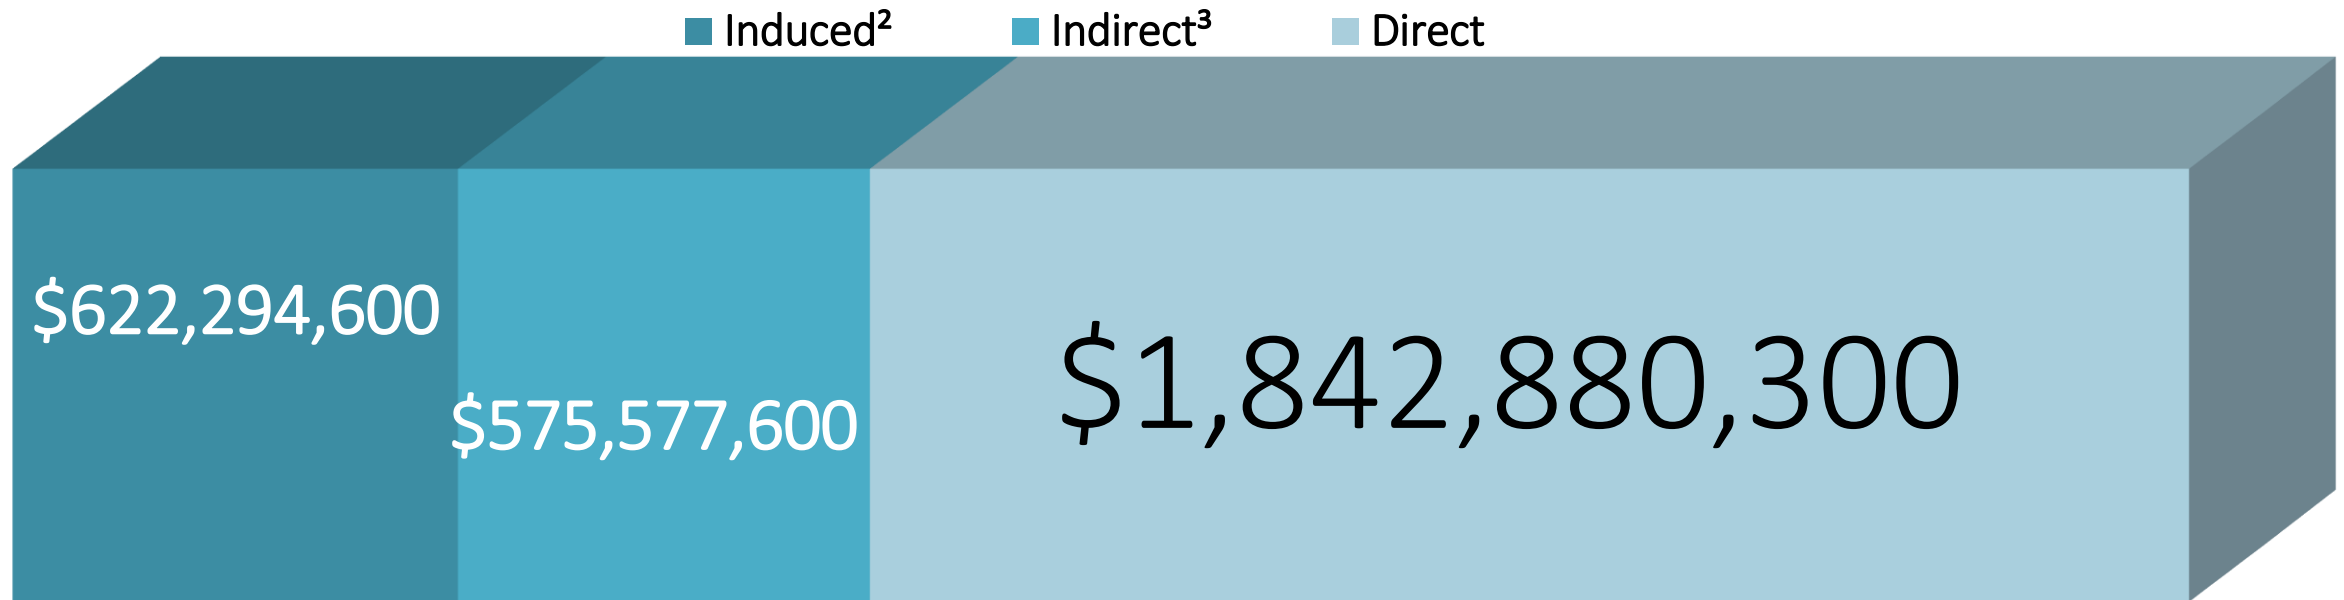 Induced² Indirect³ Direct
$622,294,600
$575,577,600
$1,842,880,300